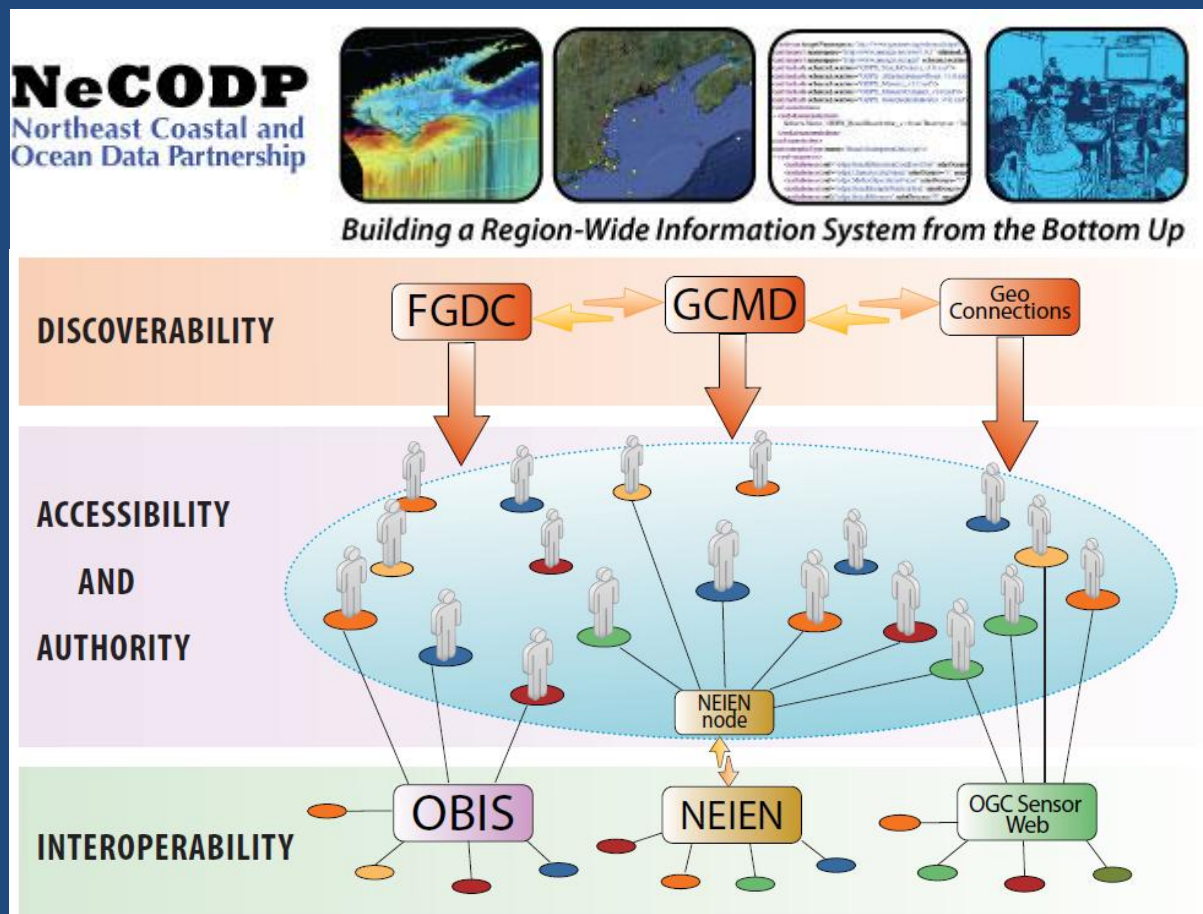 NeCODP
Northeast Coastal and
Ocean Data Partnership
Building a Region-Wide Information System from the Bottom Up
DISCOVERABILITY
FGDC
GCMD
Geo
Connections
ACCESSIBILITY
AND
AUTHORITY
NEIEN
node
INTEROPERABILITY
OBIS
NEIEN
OGC Sensor
Web